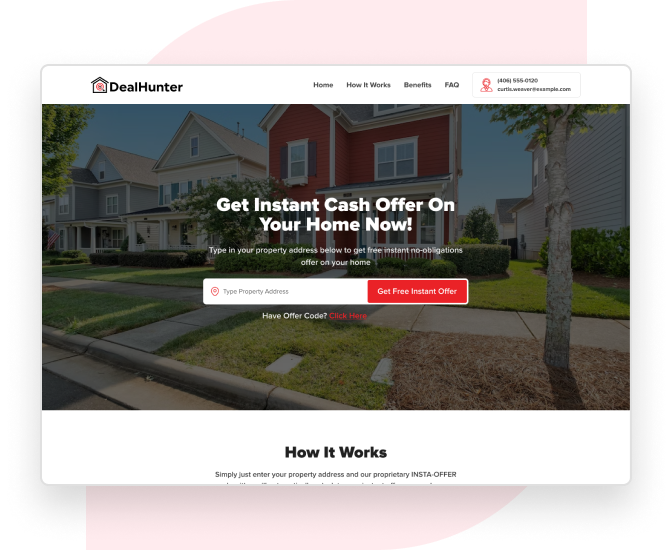 DealHunter
Home How It Works Benefits FAQ
(406) 555-0120
curtis.weaver@example.com
Get Instant Cash Offer On
Your Home Now!
Type in your property address below to get free instant no-obligations
offer on your home
Type Property Address
Get Free Instant Offer
Have Offer Code? Click Here
How It Works
Simply just enter your property address and our proprietary INSTA-OFFER